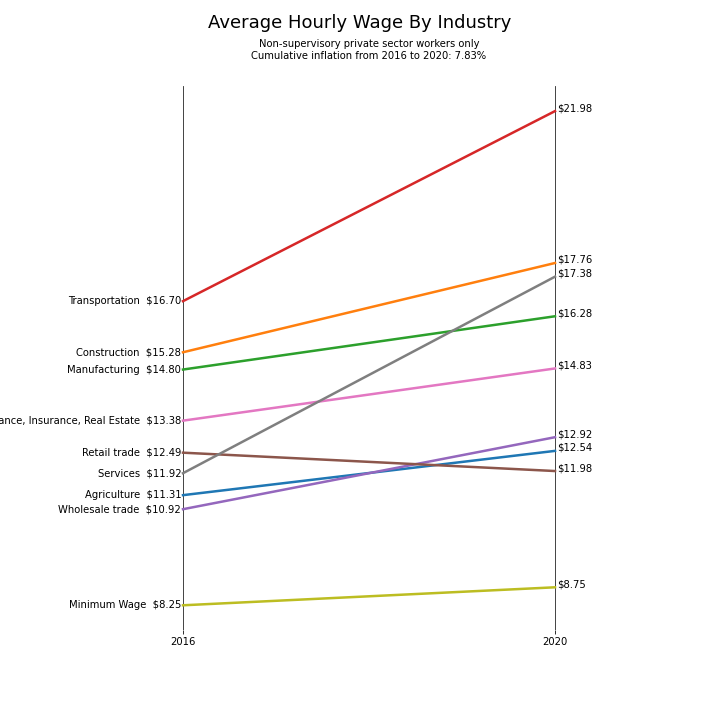 Average Hourly Wage By Industry
Non-supervisory private sector workers only
Cumulative inflation from 2016 to 2020: 7.83%
$21.98
$17.76
$17.38
Transportation $16.70
$16.28
Construction $15.28
Manufacturing $14.80
$14.83
ance, Insurance, Real Estate $13.38
$12.92
Retail trade $12.49
$12.54
Services $11.92
$11.98
Agriculture $11.31
Wholesale trade $10.92
$8.75
Minimum Wage $8.25
2016
2020